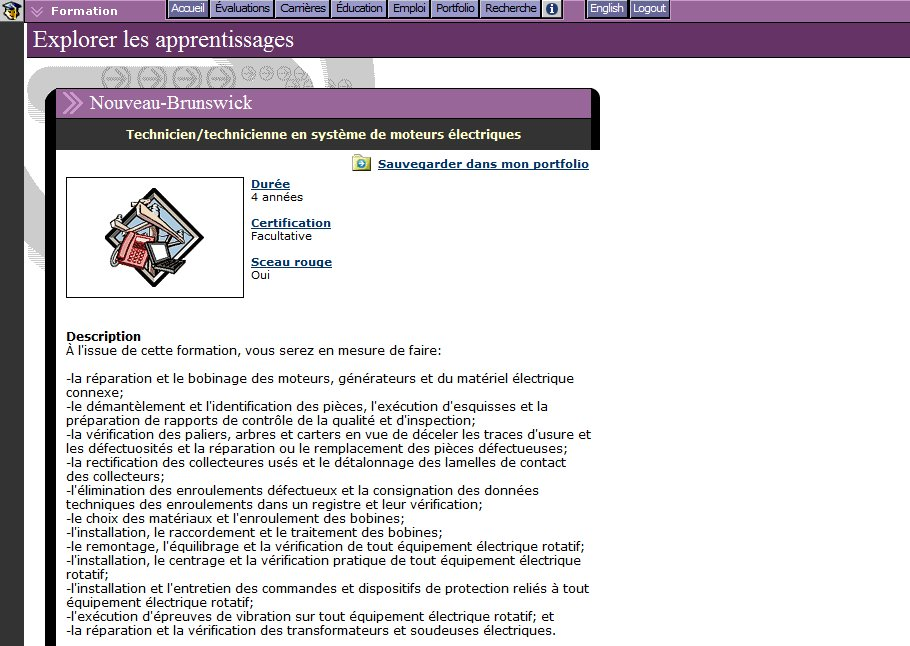 Formation
Accueil Évaluations Carrières Éducation Emploi Portfolio Recherche English Logout
Explorer les apprentissages
Nouveau-Brunswick
Technicien/technicienne en système de moteurs électriques
Sauvegarder dans mon portfolio
Durée
4 années
Certification
Facultative
Sceau rouge
Oui
Description
À l'issue de cette formation, vous serez en mesure de faire:
-la réparation et le bobinage des moteurs, générateurs et du matériel électrique
connexe;
-le démantèlement et l'identification des pièces, l'exécution d'esquisses et la
préparation de rapports de contrôle de la qualité et d'inspection;
-la vérification des paliers, arbres et carters en vue de déceler les traces d'usure et
les défectuosités et la réparation ou le remplacement des pièces défectueuses;
-la rectification des collecteures usés et le détalonnage des lamelles de contact
des collecteurs;
-l'élimination des enroulements défectueux et la consignation des données
techniques des enroulements dans un registre et leur vérification;
-le choix des matériaux et l'enroulement des bobines;
-l'installation, le raccordement et le traitement des bobines;
-le remontage, l'équilibrage et la vérification de tout équipement électrique rotatif;
-l'installation, le centrage et la vérification pratique de tout équipement électrique
rotatif;
-l'installation et l'entretien des commandes et dispositifs de protection reliés à tout
équipement électrique rotatif;
-l'exécution d'épreuves de vibration sur tout équipement électrique rotatif; et
-la réparation et la vérification des transformateurs et soudeuses électriques.